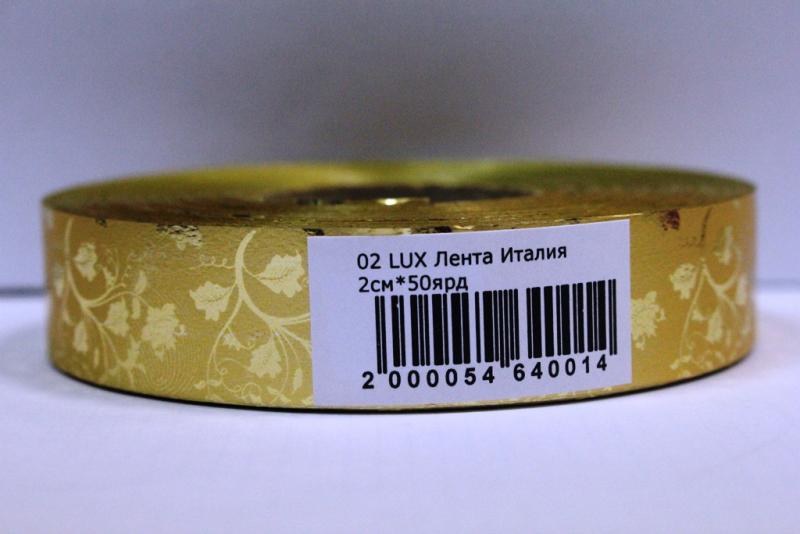 02 LUX Лента Италия
2см*50ярд
2 000054 640014